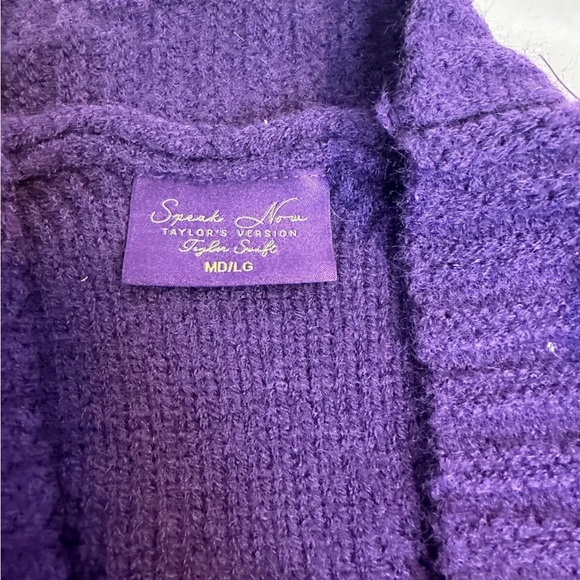 Speak Now
TAYLOR'S VERSION
Taylor Swift
MD/LG